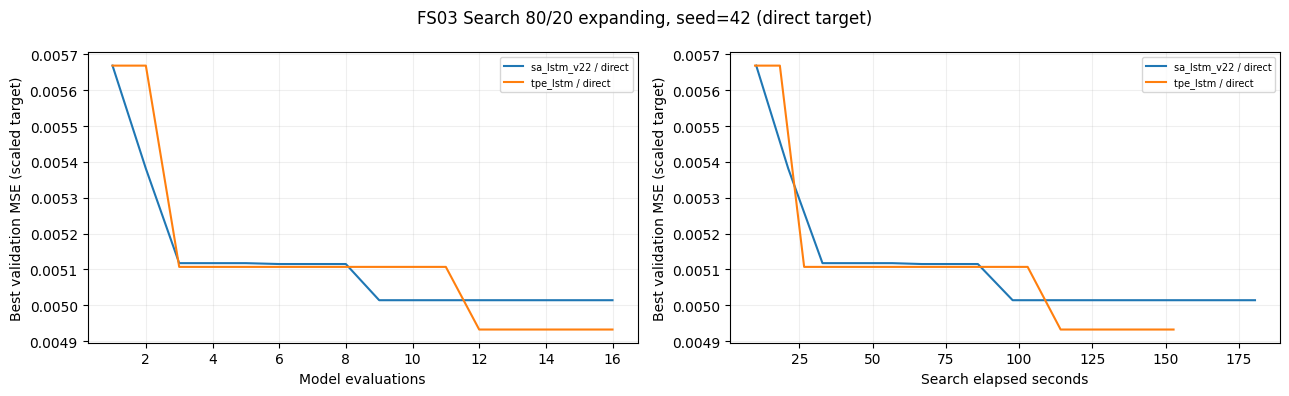 FS03 Search 80/20 expanding, seed=42 (direct target)
Best validation MSE (scaled target)
0.0057
0.0056
0.0055
0.0054
0.0053
0.0052
0.0051
0.0050
0.0049
sa_lstm_v22 / direct
tpe_lstm / direct
2 4 6 8 10 12 14 16
Model evaluations
Best validation MSE (scaled target)
0.0057
0.0056
0.0055
0.0054
0.0053
0.0052
0.0051
0.0050
0.0049
sa_lstm_v22 / direct
tpe_lstm / direct
25 50 75 100 125 150 175
Search elapsed seconds